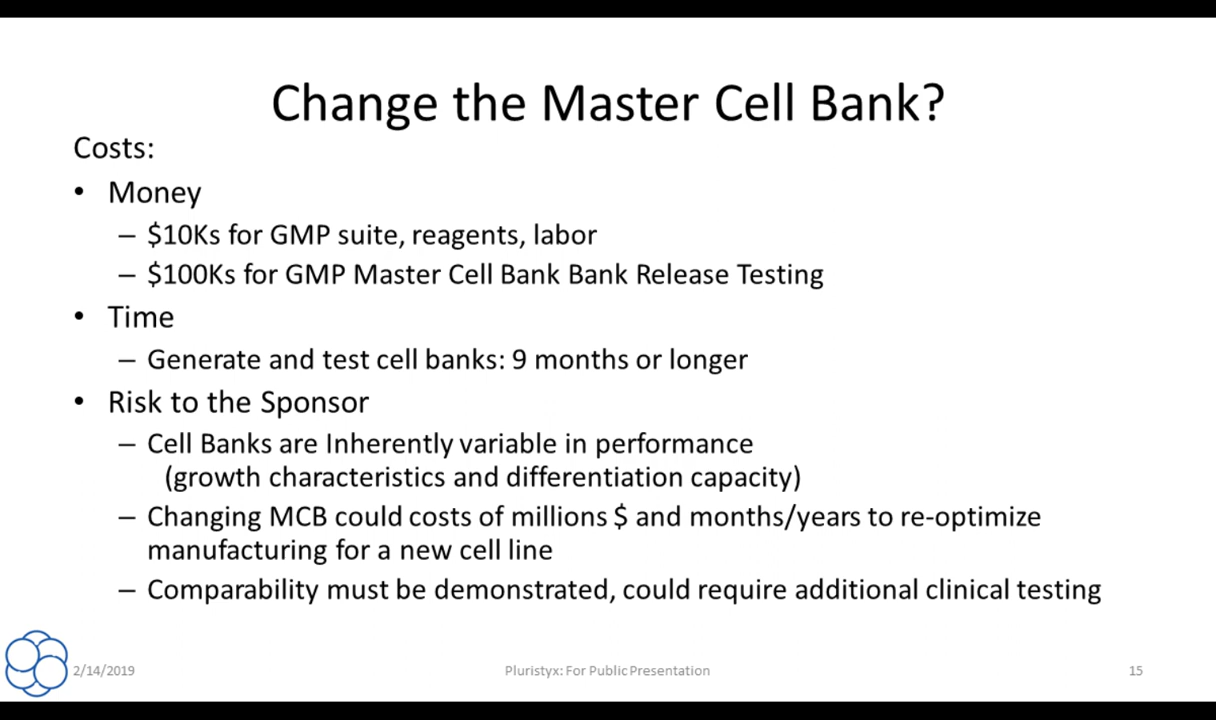 Change the Master Cell Bank?
Costs:
• Money
– $10Ks for GMP suite, reagents, labor
– $100Ks for GMP Master Cell Bank Bank Release Testing
• Time
– Generate and test cell banks: 9 months or longer
• Risk to the Sponsor
– Cell Banks are Inherently variable in performance
(growth characteristics and differentiation capacity)
– Changing MCB could costs of millions $ and months/years to re-optimize
manufacturing for a new cell line
– Comparability must be demonstrated, could require additional clinical testing
2/14/2019
Pluristyx: For Public Presentation
15